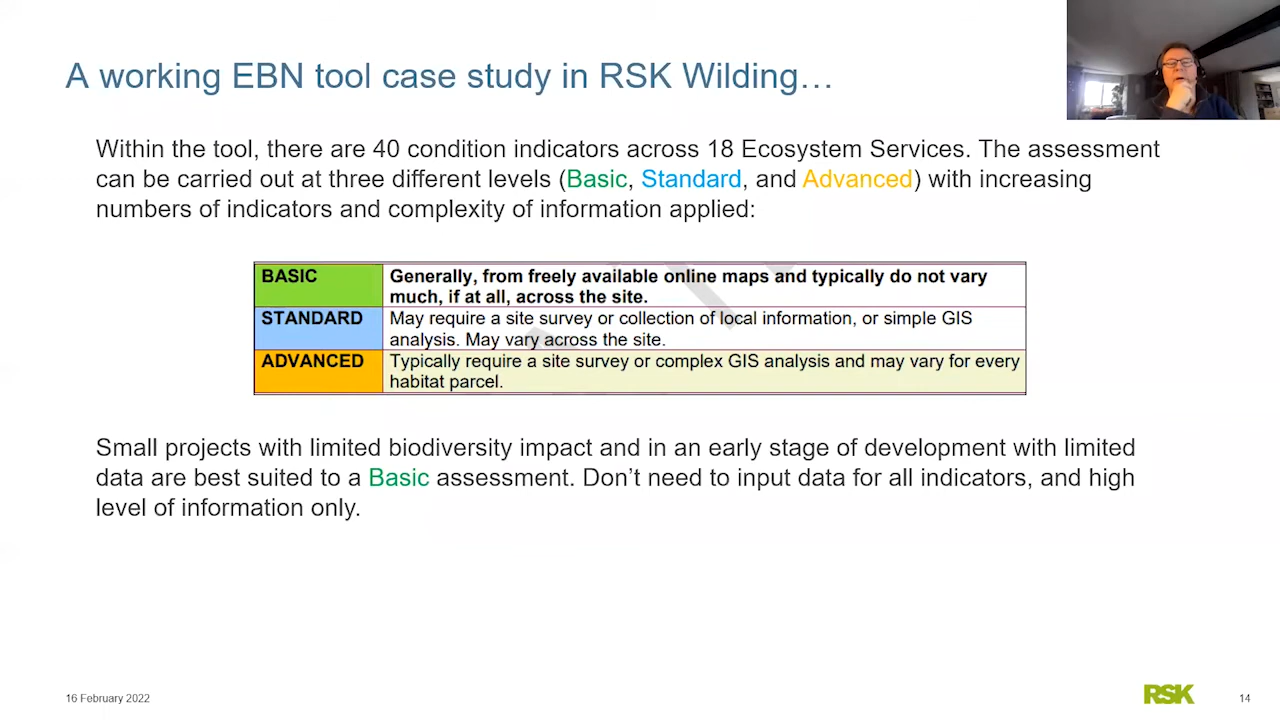 A working EBN tool case study in RSK Wilding…
Within the tool, there are 40 condition indicators across 18 Ecosystem Services. The assessment
can be carried out at three different levels (Basic, Standard, and Advanced) with increasing
numbers of indicators and complexity of information applied:
BASIC
Generally, from freely available online maps and typically do not vary
much, if at all, across the site.
STANDARD
May require a site survey or collection of local information, or simple GIS
analysis. May vary across the site.
ADVANCED
Typically require a site survey or complex GIS analysis and may vary for every
habitat parcel.
Small projects with limited biodiversity impact and in an early stage of development with limited
data are best suited to a Basic assessment. Don’t need to input data for all indicators, and high
level of information only.
16 February 2022
RSK
14